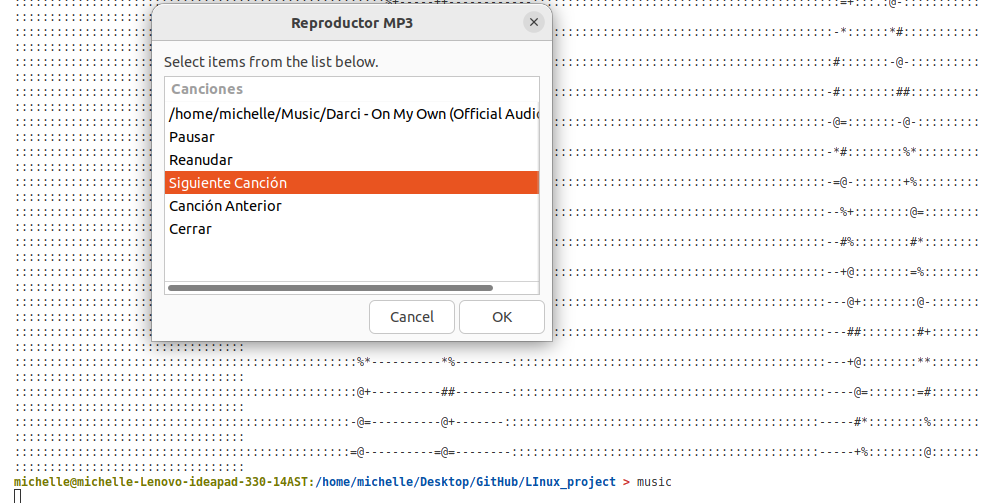 Reproductor MP3
Select items from the list below.
Canciones
/home/michelle/Music/Darci - On My Own (Official Audio
Pausar
Reanudar
Siguiente Canción
Canción Anterior
Cerrar
Cancel
OK
michelle@michelle-Lenovo-ideapad-330-14AST:/home/michelle/Desktop/GitHub/LInux_project > music